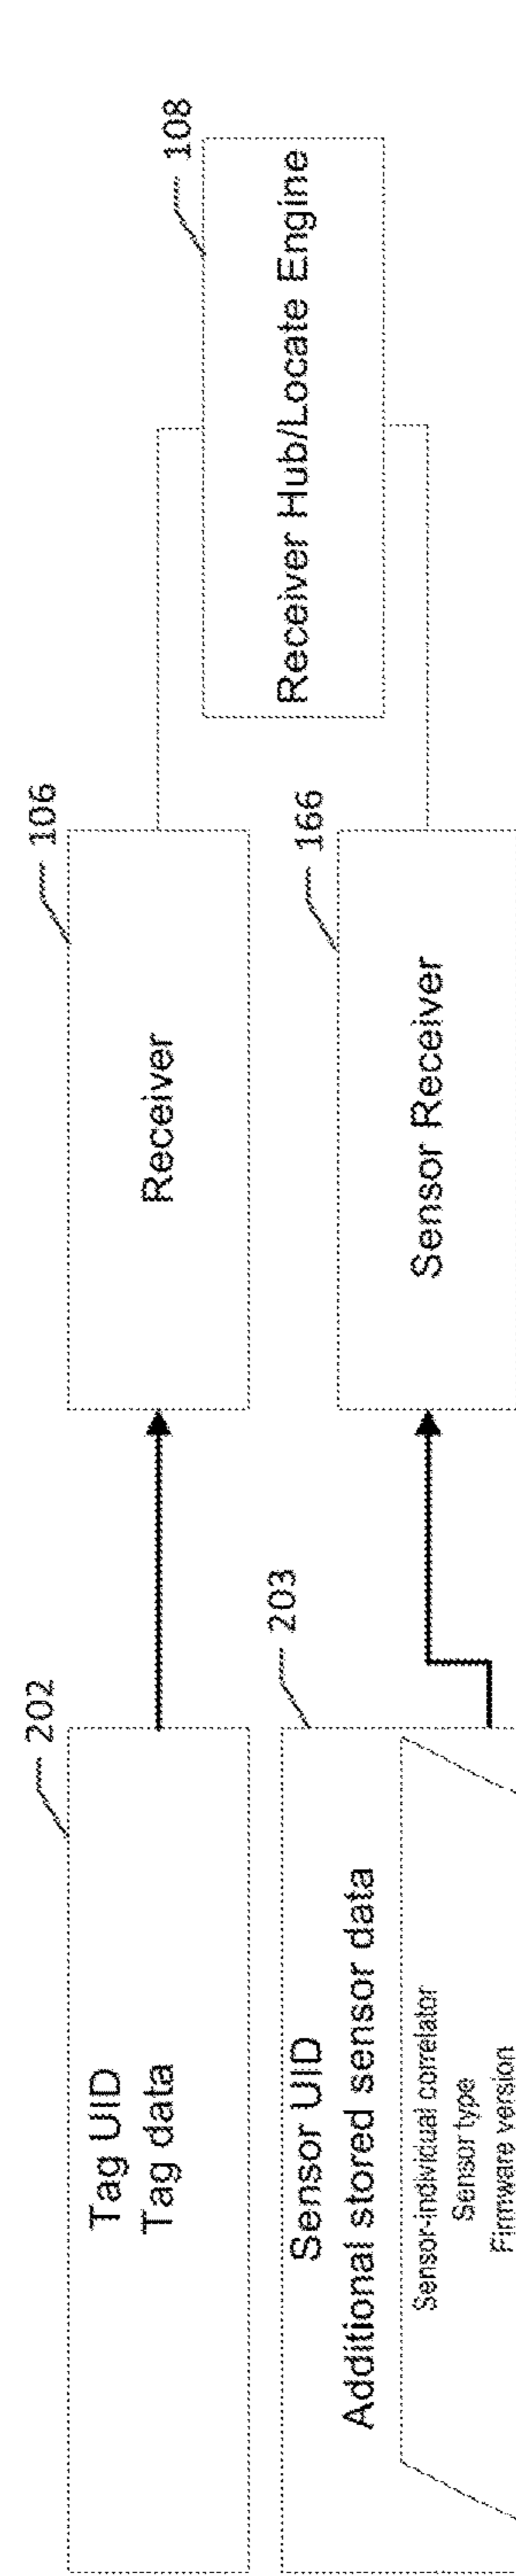 202
Tag UID
Tag data
106
Receiver
108
Receiver Hub/Locate Engine
203
Sensor UID
Additional stored sensor data
Sensor-individual correlator
Sensor type
Firmware version
166
Sensor Receiver